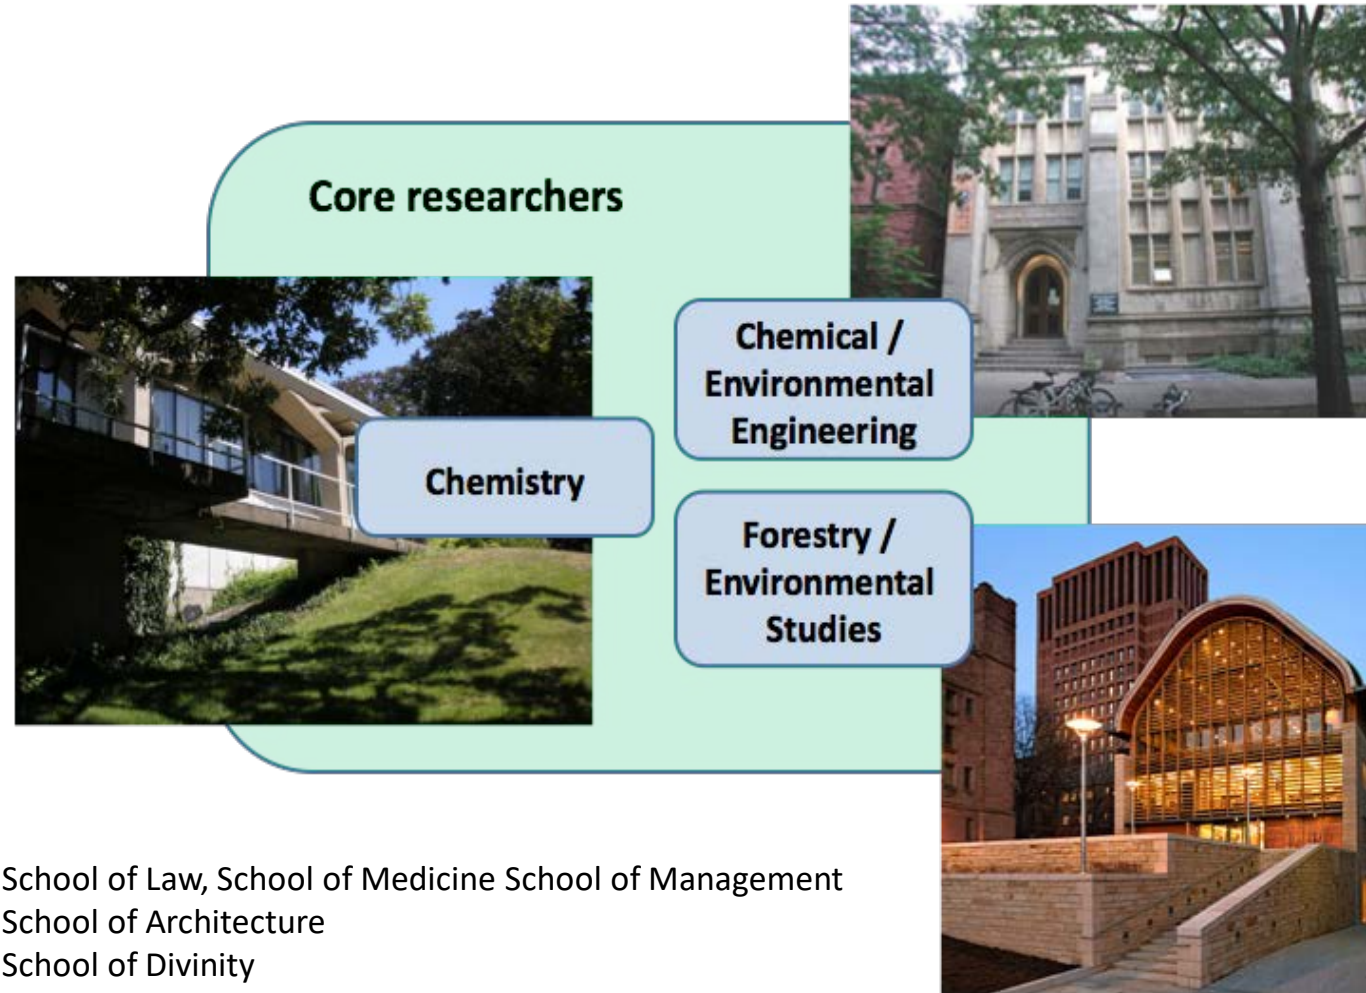 Core researchers
Chemical /
Environmental
Engineering
Chemistry
Forestry /
Environmental
Studies
School of Law, School of Medicine School of Management
School of Architecture
School of Divinity